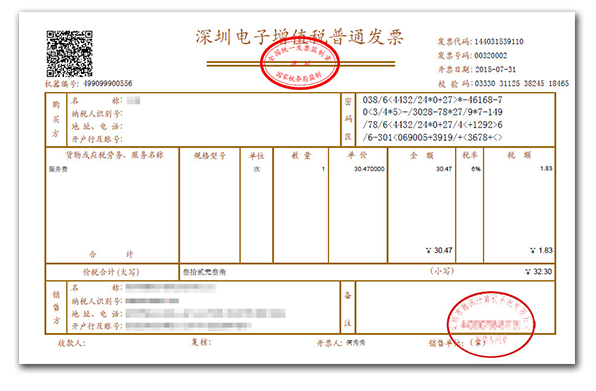 深圳电子增值税普通发票
全国统一发票监制章
深圳
国家税务局监制
发票代码: 144031539110
发票号码: 00320002
开票日期: 2015-07-31
校 验 码: 03330 31125 38245 18465
机器编号: 499099900556
购买方
名 称:
纳税人识别号:
地 址、电 话:
开户行及账号:
密码区
038/6<4432/24*0+27>*-46168-7
0<3/4*5>-/3028-78*27/9*7-149
/78/6<4432/24*0+27/4<+1292>6
/6-301<069005+3919/+<3678+<>
货物或应税劳务、服务名称 规格型号 单位 数 量 单 价 金 额 税率 税 额
服务费 次 1 30.470000 30.47 6% 1.83
合 计 ￥ 30.47 ￥ 1.83
价税合计(大写) 叁拾贰元叁角 (小写) ￥ 32.30
销售方
名 称:
纳税人识别号:
地 址、电 话:
开户行及账号:
备注
收款人: 复核: 开票人: 何秀秀 销售单位: (章)